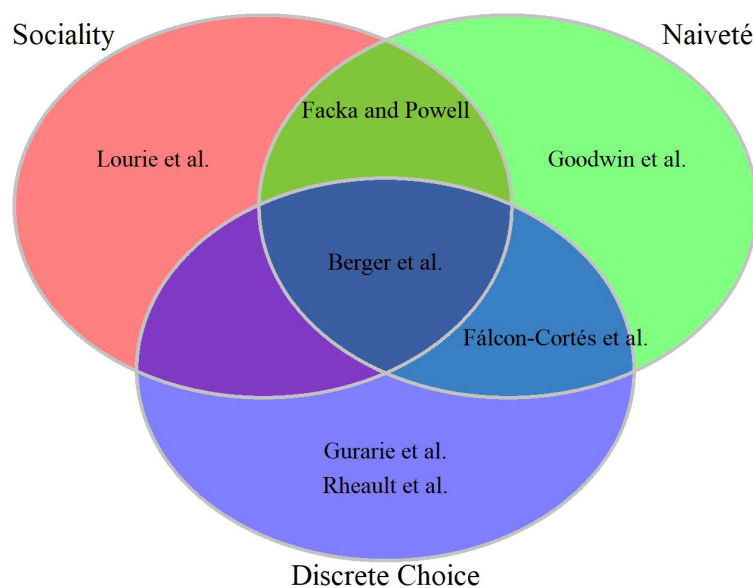 Sociality
Naiveté
Facka and Powell
Lourie et al.
Goodwin et al.
Berger et al.
Fálcon-Cortés et al.
Gurarie et al.
Rheault et al.
Discrete Choice